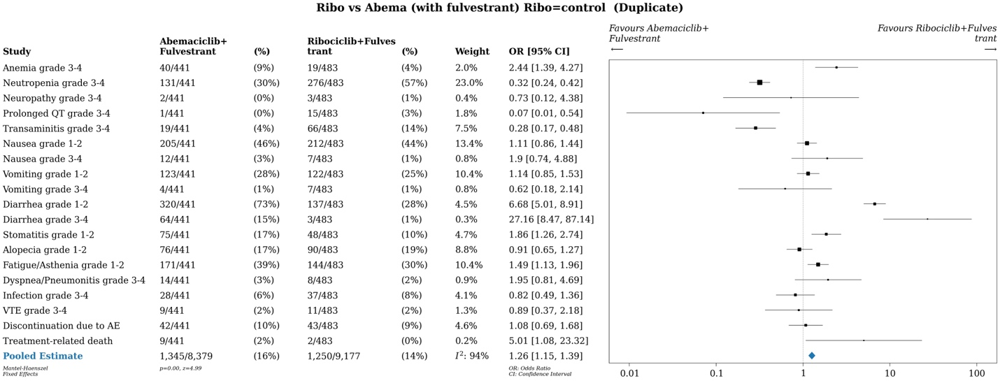 Ribo vs Abema (with fulvestrant) Ribo=control (Duplicate)
Favours Abemaciclib+
Fulvestrant
←
Favours Ribociclib+Fulves
trant
→
Study Abemaciclib+ (%) Ribociclib+Fulves (%) Weight OR [95% CI]
Fulvestrant trant
Anemia grade 3-4 40/441 (9%) 19/483 (4%) 2.0% 2.44 [1.39, 4.27]
Neutropenia grade 3-4 131/441 (30%) 276/483 (57%) 23.0% 0.32 [0.24, 0.42]
Neuropathy grade 3-4 2/441 (0%) 3/483 (1%) 0.4% 0.73 [0.12, 4.38]
Prolonged QT grade 3-4 1/441 (0%) 15/483 (3%) 1.8% 0.07 [0.01, 0.54]
Transaminitis grade 3-4 19/441 (4%) 66/483 (14%) 7.5% 0.28 [0.17, 0.48]
Nausea grade 1-2 205/441 (46%) 212/483 (44%) 13.4% 1.11 [0.86, 1.44]
Nausea grade 3-4 12/441 (3%) 7/483 (1%) 0.8% 1.9 [0.74, 4.88]
Vomiting grade 1-2 123/441 (28%) 122/483 (25%) 10.4% 1.14 [0.85, 1.53]
Vomiting grade 3-4 4/441 (1%) 7/483 (1%) 0.8% 0.62 [0.18, 2.14]
Diarrhea grade 1-2 320/441 (73%) 137/483 (28%) 4.5% 6.68 [5.01, 8.91]
Diarrhea grade 3-4 64/441 (15%) 3/483 (1%) 0.3% 27.16 [8.47, 87.14]
Stomatitis grade 1-2 75/441 (17%) 48/483 (10%) 4.7% 1.86 [1.26, 2.74]
Alopecia grade 1-2 76/441 (17%) 90/483 (19%) 8.8% 0.91 [0.65, 1.27]
Fatigue/Asthenia grade 1-2 171/441 (39%) 144/483 (30%) 10.4% 1.49 [1.13, 1.96]
Dyspnea/Pneumonitis grade 3-4 14/441 (3%) 8/483 (2%) 0.9% 1.95 [0.81, 4.69]
Infection grade 3-4 28/441 (6%) 37/483 (8%) 4.1% 0.82 [0.49, 1.36]
VTE grade 3-4 9/441 (2%) 11/483 (2%) 1.3% 0.89 [0.37, 2.18]
Discontinuation due to AE 42/441 (10%) 43/483 (9%) 4.6% 1.08 [0.69, 1.68]
Treatment-related death 9/441 (2%) 2/483 (0%) 0.2% 5.01 [1.08, 23.32]
Pooled Estimate 1,345/8,379 (16%) 1,250/9,177 (14%) I²: 94% 1.26 [1.15, 1.39]
Mantel-Haenszel p=0.00, z=4.99 OR: Odds Ratio
Fixed Effects CI: Confidence Interval
0.01 0.1 1 10 100